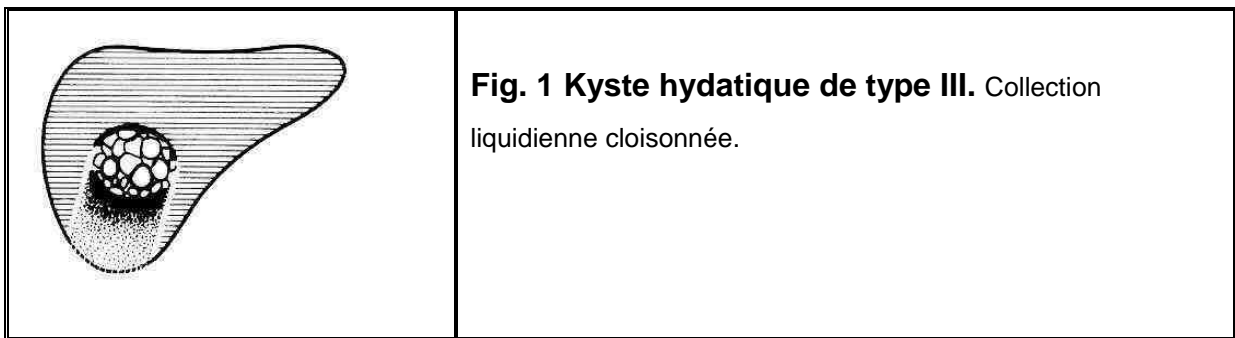 Fig. 1 Kyste hydatique de type III. Collection
liquidienne cloisonnée.